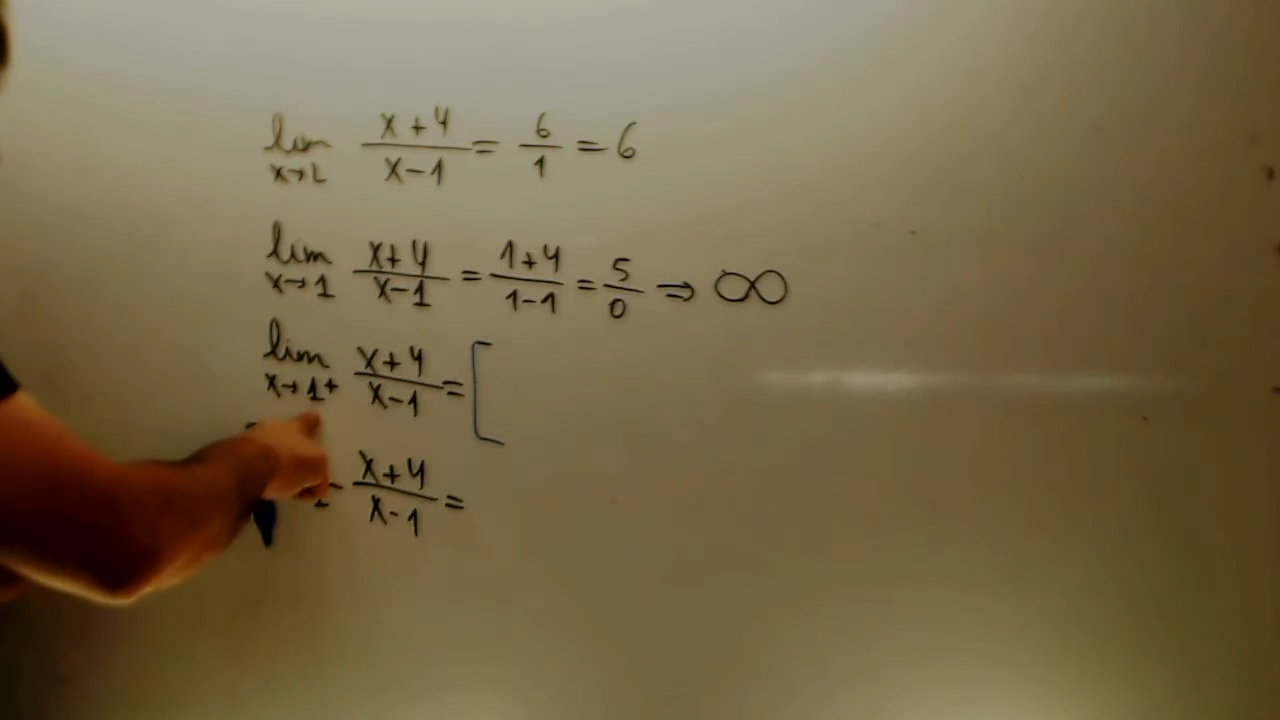 lim x→2 x+4/x-1 = 6/1 = 6
lim x→1 x+4/x-1 = 1+4/1-1 = 5/0 ⇒ ∞
lim x→1+ x+4/x-1 = [
- x+4/x-1 =